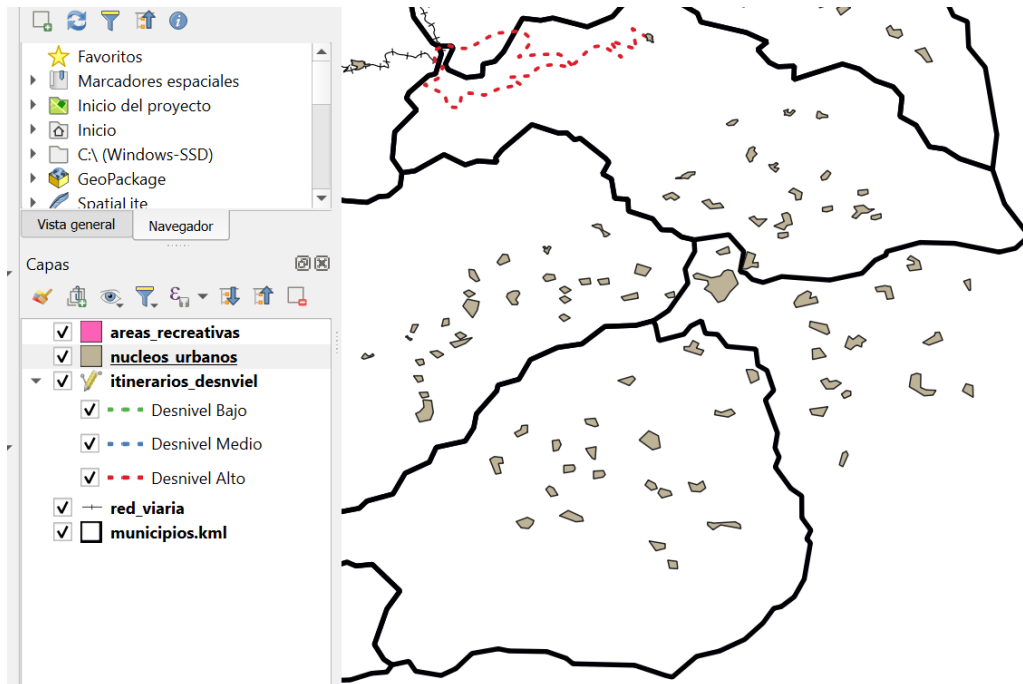 Favoritos
Marcadores espaciales
Inicio del proyecto
Inicio
C:\ (Windows-SSD)
GeoPackage
SpatiaLite
Vista general
Navegador
Capas
areas_recreativas
nucleos_urbanos
itinerarios_desnviel
Desnivel Bajo
Desnivel Medio
Desnivel Alto
red_viaria
municipios.kml